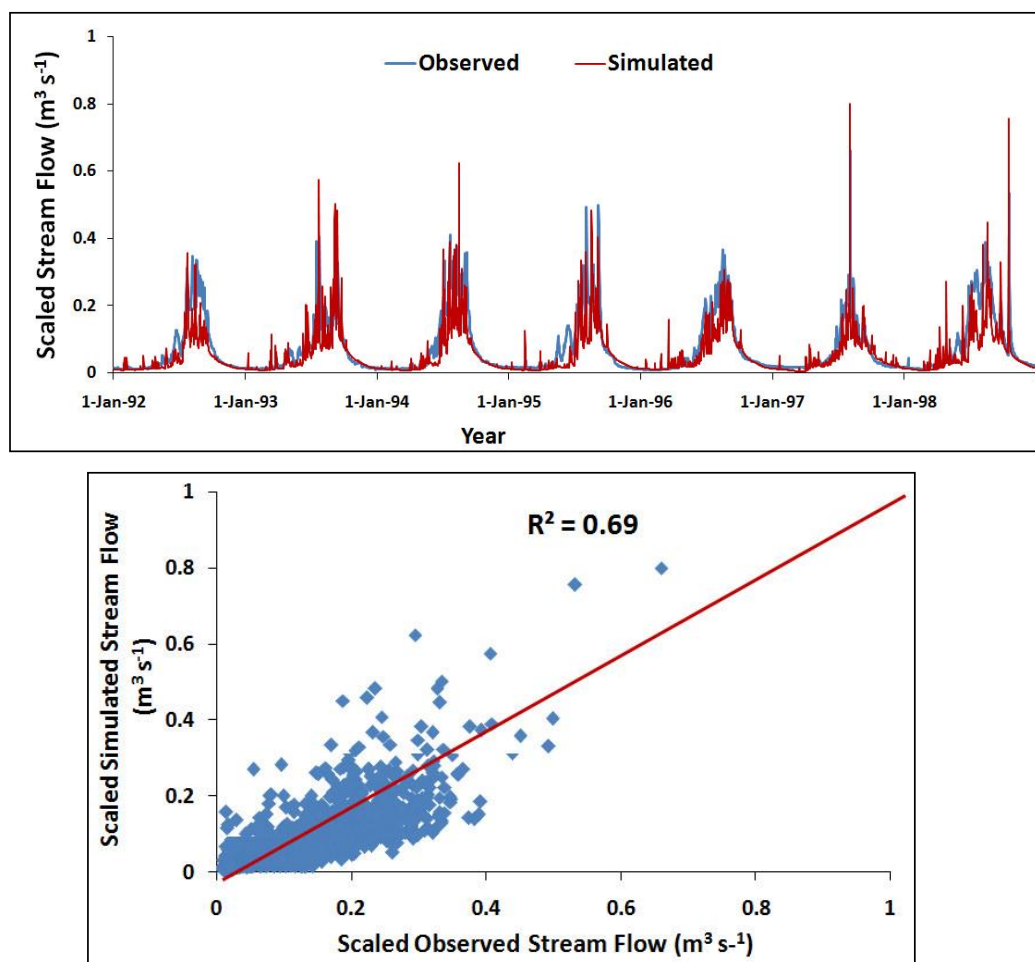 1
0.8
0.6
0.4
0.2
0
Scaled Stream Flow (m³ s-¹)
Observed
Simulated
1-Jan-92 1-Jan-93 1-Jan-94 1-Jan-95 1-Jan-96 1-Jan-97 1-Jan-98
Year
1
0.8
0.6
0.4
0.2
0
Scaled Simulated Stream Flow
(m³ s-¹)
R² = 0.69
0 0.2 0.4 0.6 0.8 1
Scaled Observed Stream Flow (m³ s-¹)